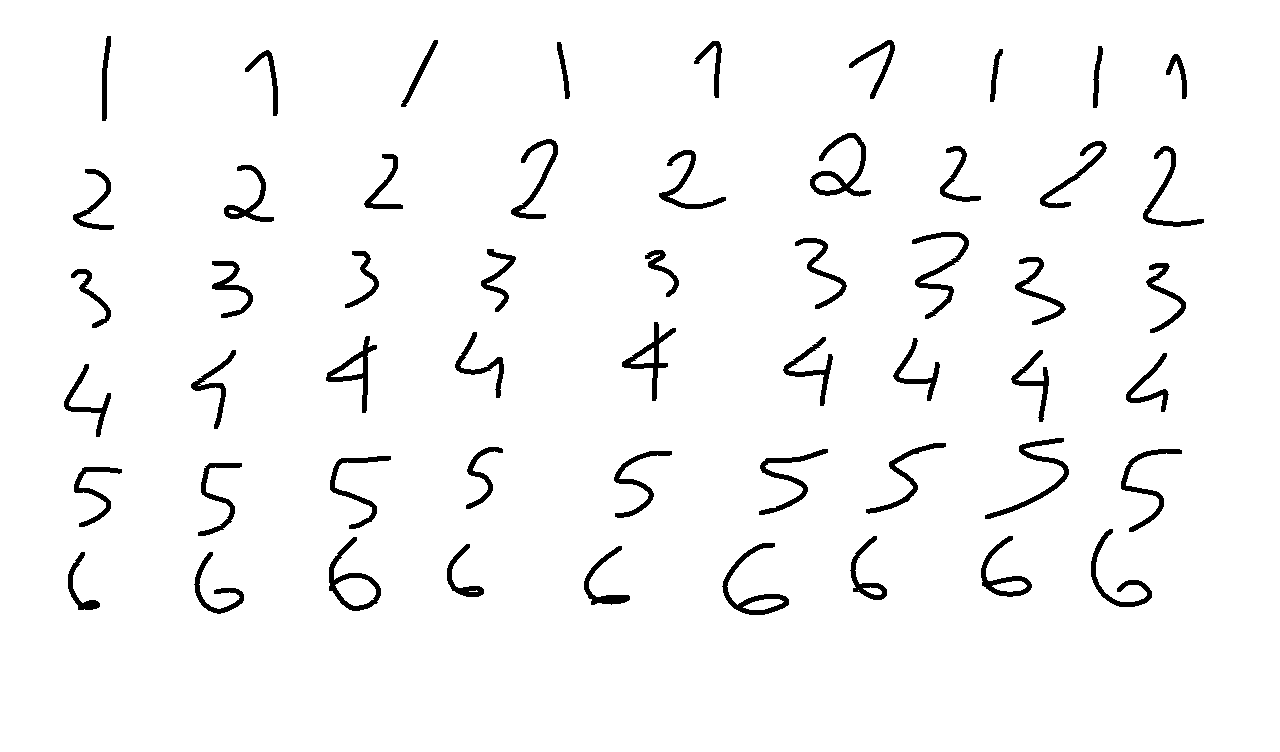 1 1 1 1 1 1 1 1 1
2 2 2 2 2 2 2 2 2
3 3 3 3 3 3 3 3 3
4 4 4 4 4 4 4 4 4
5 5 5 5 5 5 5 5 5
6 6 6 6 6 6 6 6 6